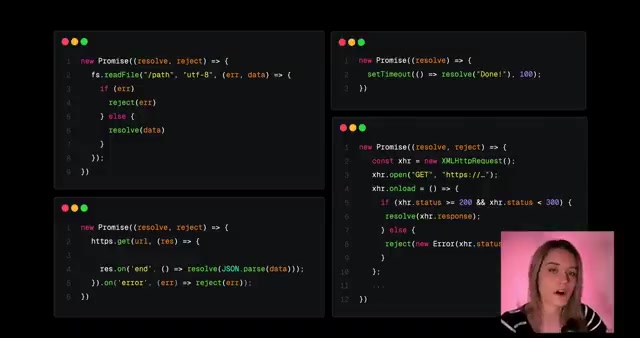 1 new Promise((resolve, reject) => {
2 fs.readFile("/path", "utf-8", (err, data) => {
3 if (err)
4 reject(err)
5 } else {
6 resolve(data)
7 }
8 });
9 })
1 new Promise((resolve) => {
2 setTimeout(() => resolve("Done!"), 100);
3 })
1 new Promise((resolve, reject) => {
2 https.get(url, (res) => {
3
4 res.on('end', () => resolve(JSON.parse(data)));
5 }).on('error', (err) => reject(err));
6 })
1 new Promise((resolve, reject) => {
2 const xhr = new XMLHttpRequest();
3 xhr.open("GET", "https://…");
4 xhr.onload = () => {
5 if (xhr.status >= 200 && xhr.status < 300) {
6 resolve(xhr.response);
7 } else {
8 reject(new Error(xhr.statu
9 }
10 };
11 ...
12 })